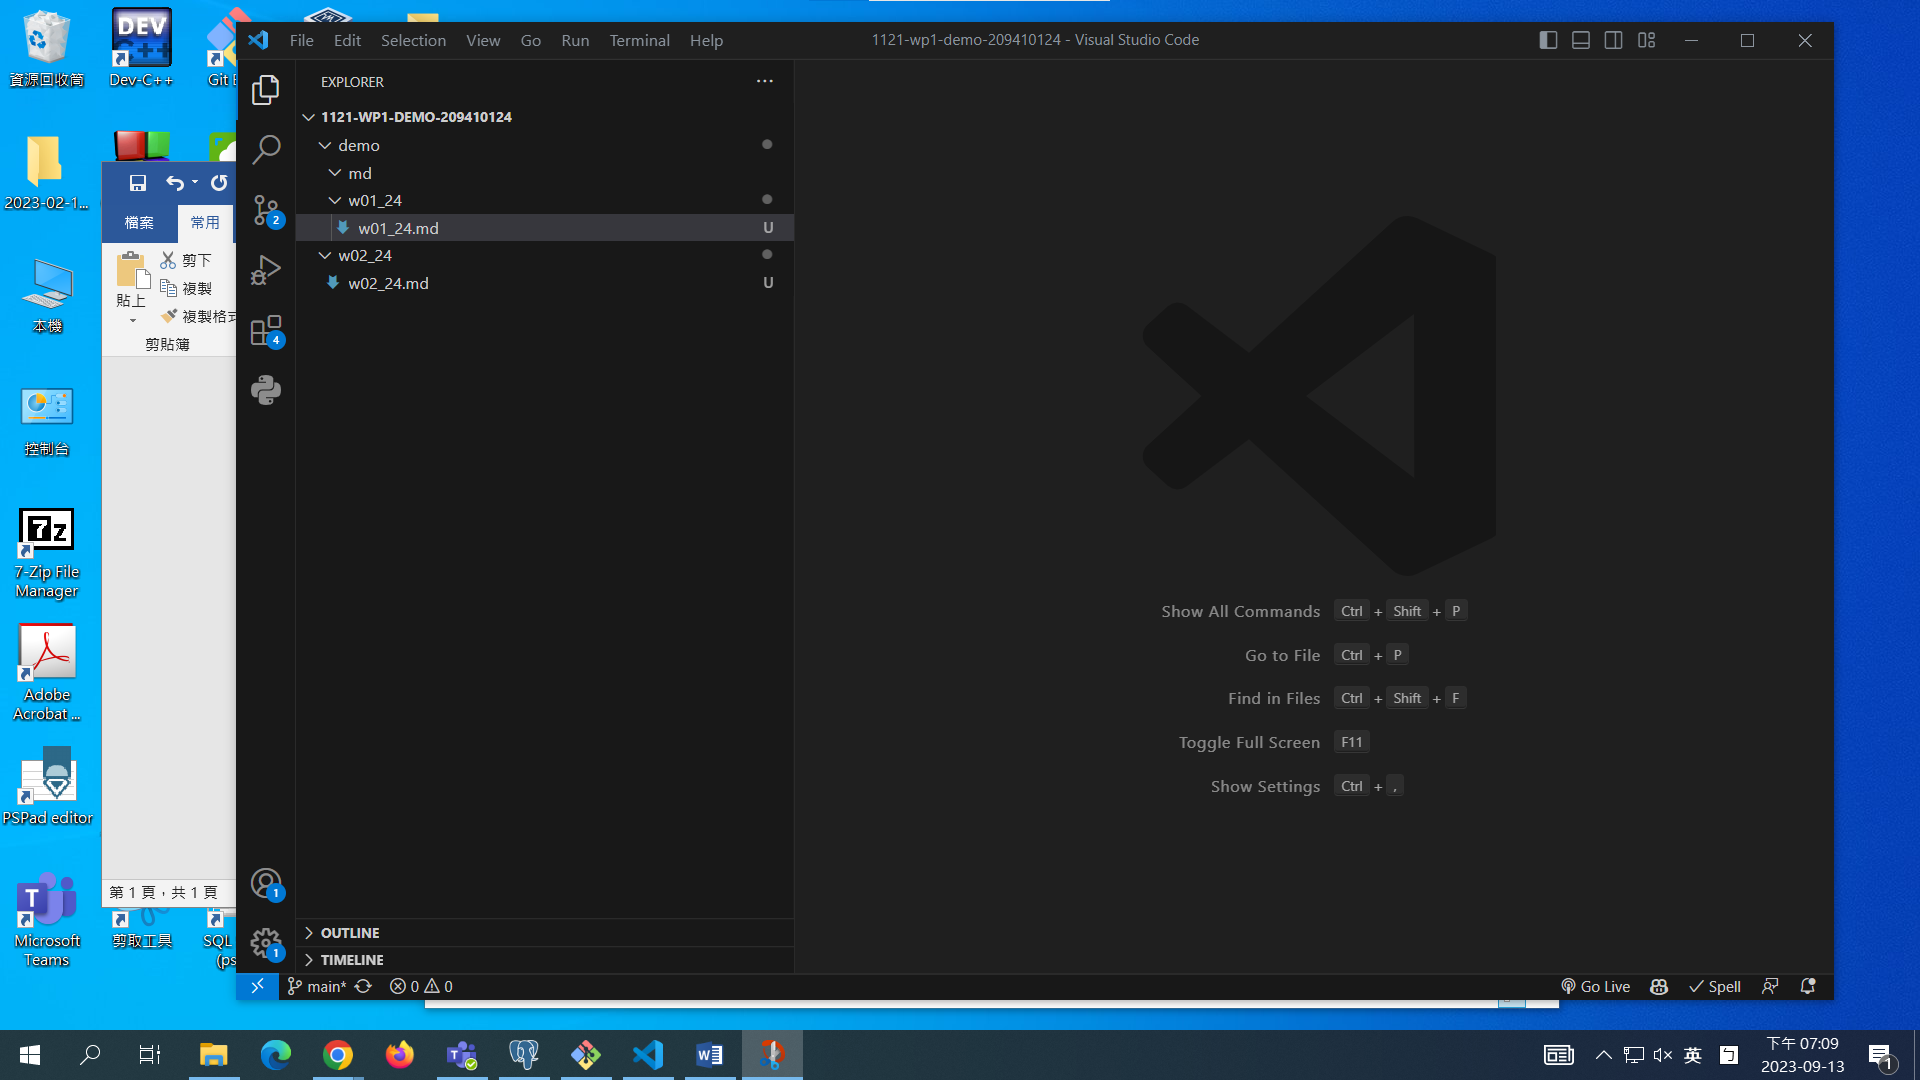 File Edit Selection View Go Run Terminal Help
1121-wp1-demo-209410124 - Visual Studio Code
資源回收筒
DEV
C++
Dev-C++
Git
2023-02-1...
本機
控制台
7z
7-Zip File
Manager
Adobe
Acrobat ...
PSPad editor
T
Microsoft
Teams
檔案
常用
貼上
剪下
複製
複製格式
剪貼簿
第 1 頁，共 1 頁
剪取工具
SQL
(ps
EXPLORER
1121-WP1-DEMO-209410124
demo
md
w01_24
w01_24.md U
w02_24
w02_24.md U
2
4
1
1
OUTLINE
TIMELINE
Show All Commands Ctrl + Shift + P
Go to File Ctrl + P
Find in Files Ctrl + Shift + F
Toggle Full Screen F11
Show Settings Ctrl + ,
main* 0 0
Go Live
Spell
英
ㄅ
下午 07:09
2023-09-13
1